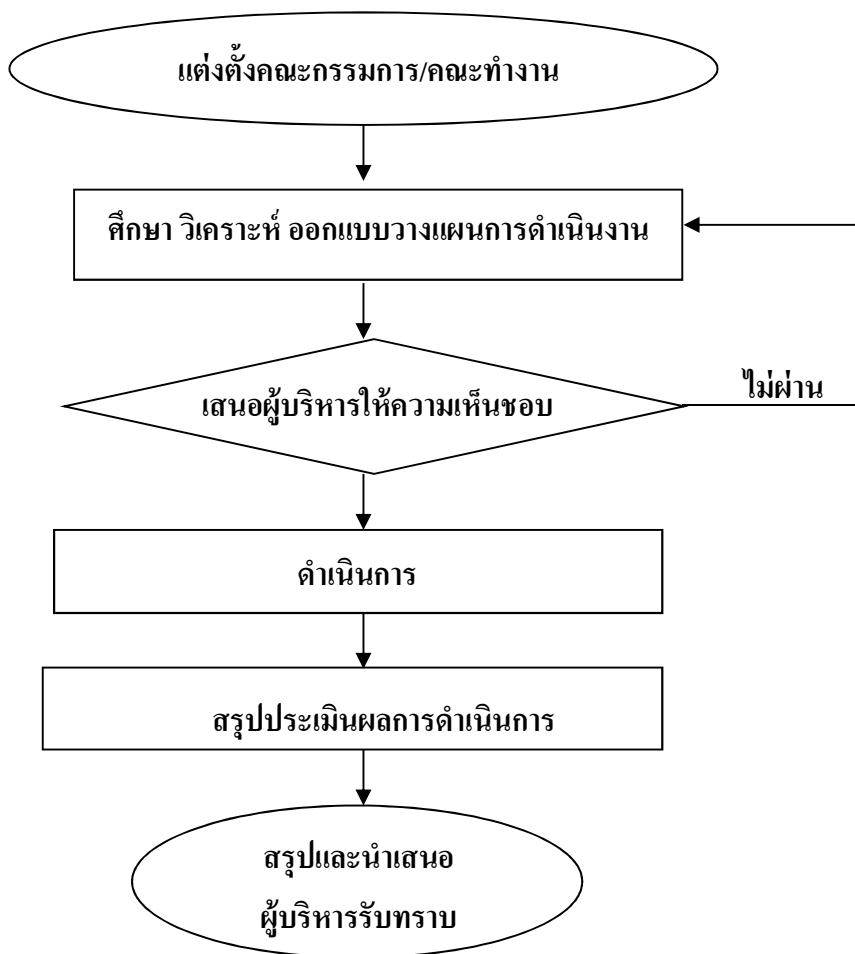 แต่งตั้งคณะกรรมการ/คณะทำงาน
ศึกษา วิเคราะห์ ออกแบบวางแผนการดำเนินงาน
เสนอผู้บริหารให้ความเห็นชอบ
ไม่ผ่าน
ดำเนินการ
สรุปประเมินผลการดำเนินการ
สรุปและนำเสนอ
ผู้บริหารรับทราบ